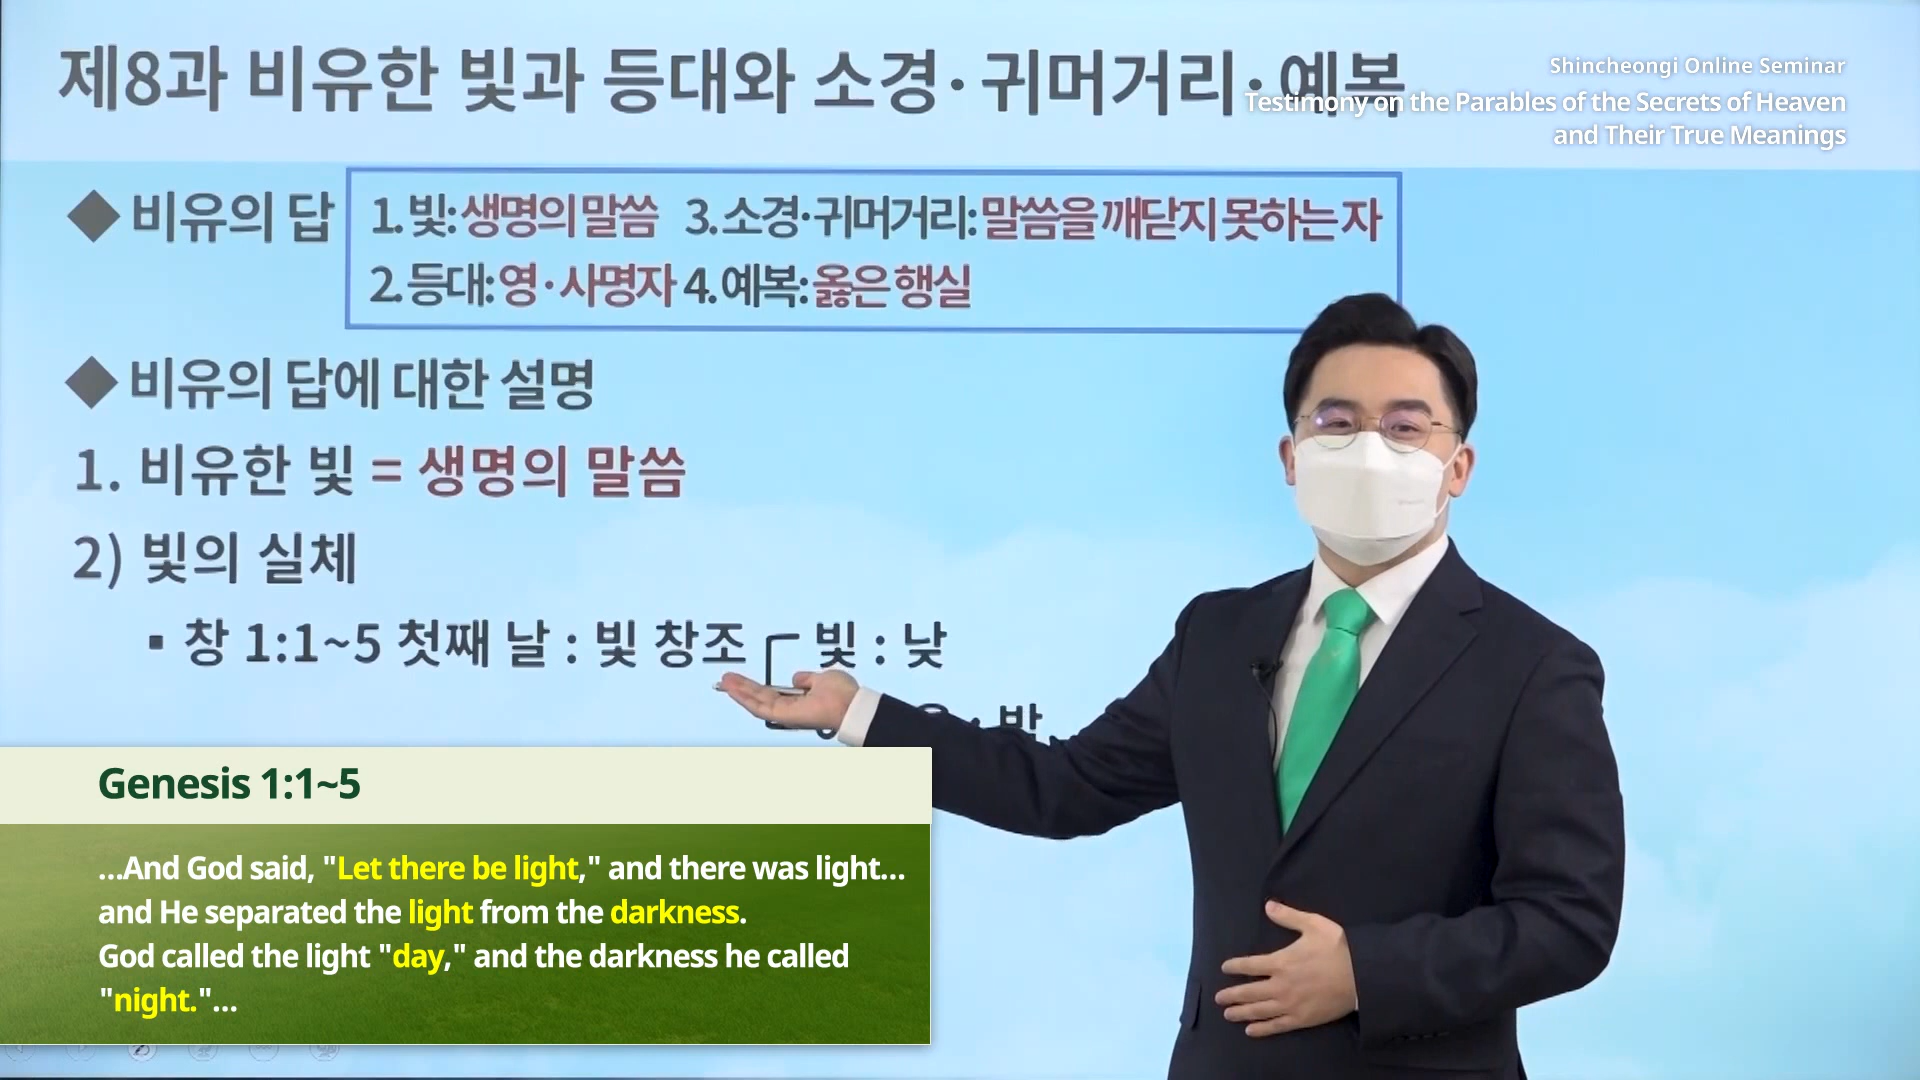 제8과 비유한 빛과 등대와 소경·귀머거리·예복
Shincheongi Online Seminar
Testimony on the Parables of the Secrets of Heaven
and Their True Meanings
◆ 비유의 답
1. 빛: 생명의 말씀 3. 소경·귀머거리: 말씀을 깨닫지 못하는 자
2. 등대: 영·사명자 4. 예복: 옳은 행실
◆ 비유의 답에 대한 설명
1. 비유한 빛 = 생명의 말씀
2) 빛의 실체
▪ 창 1:1~5 첫째 날 : 빛 창조 빛 : 낮
: 밤
Genesis 1:1~5
...And God said, "Let there be light," and there was light...
and He separated the light from the darkness.
God called the light "day," and the darkness he called
"night."...